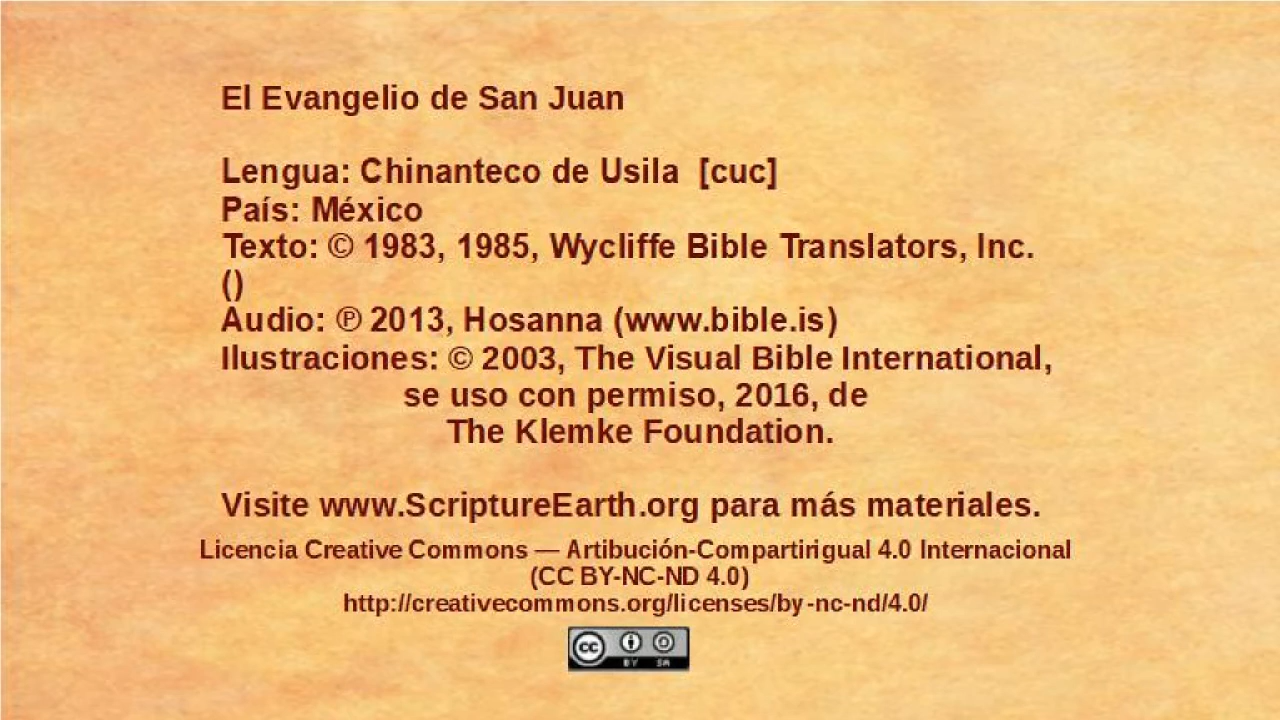 El Evangelio de San Juan
Lengua: Chinanteco de Usila [cuc]
País: México
Texto: © 1983, 1985, Wycliffe Bible Translators, Inc.
()
Audio: ℗ 2013, Hosanna (www.bible.is)
Ilustraciones: © 2003, The Visual Bible International,
se uso con permiso, 2016, de
The Klemke Foundation.
Visite www.ScriptureEarth.org para más materiales.
Licencia Creative Commons — Artibución-Compartirigual 4.0 Internacional
(CC BY-NC-ND 4.0)
http://creativecommons.org/licenses/by-nc-nd/4.0/
cc
BY SA